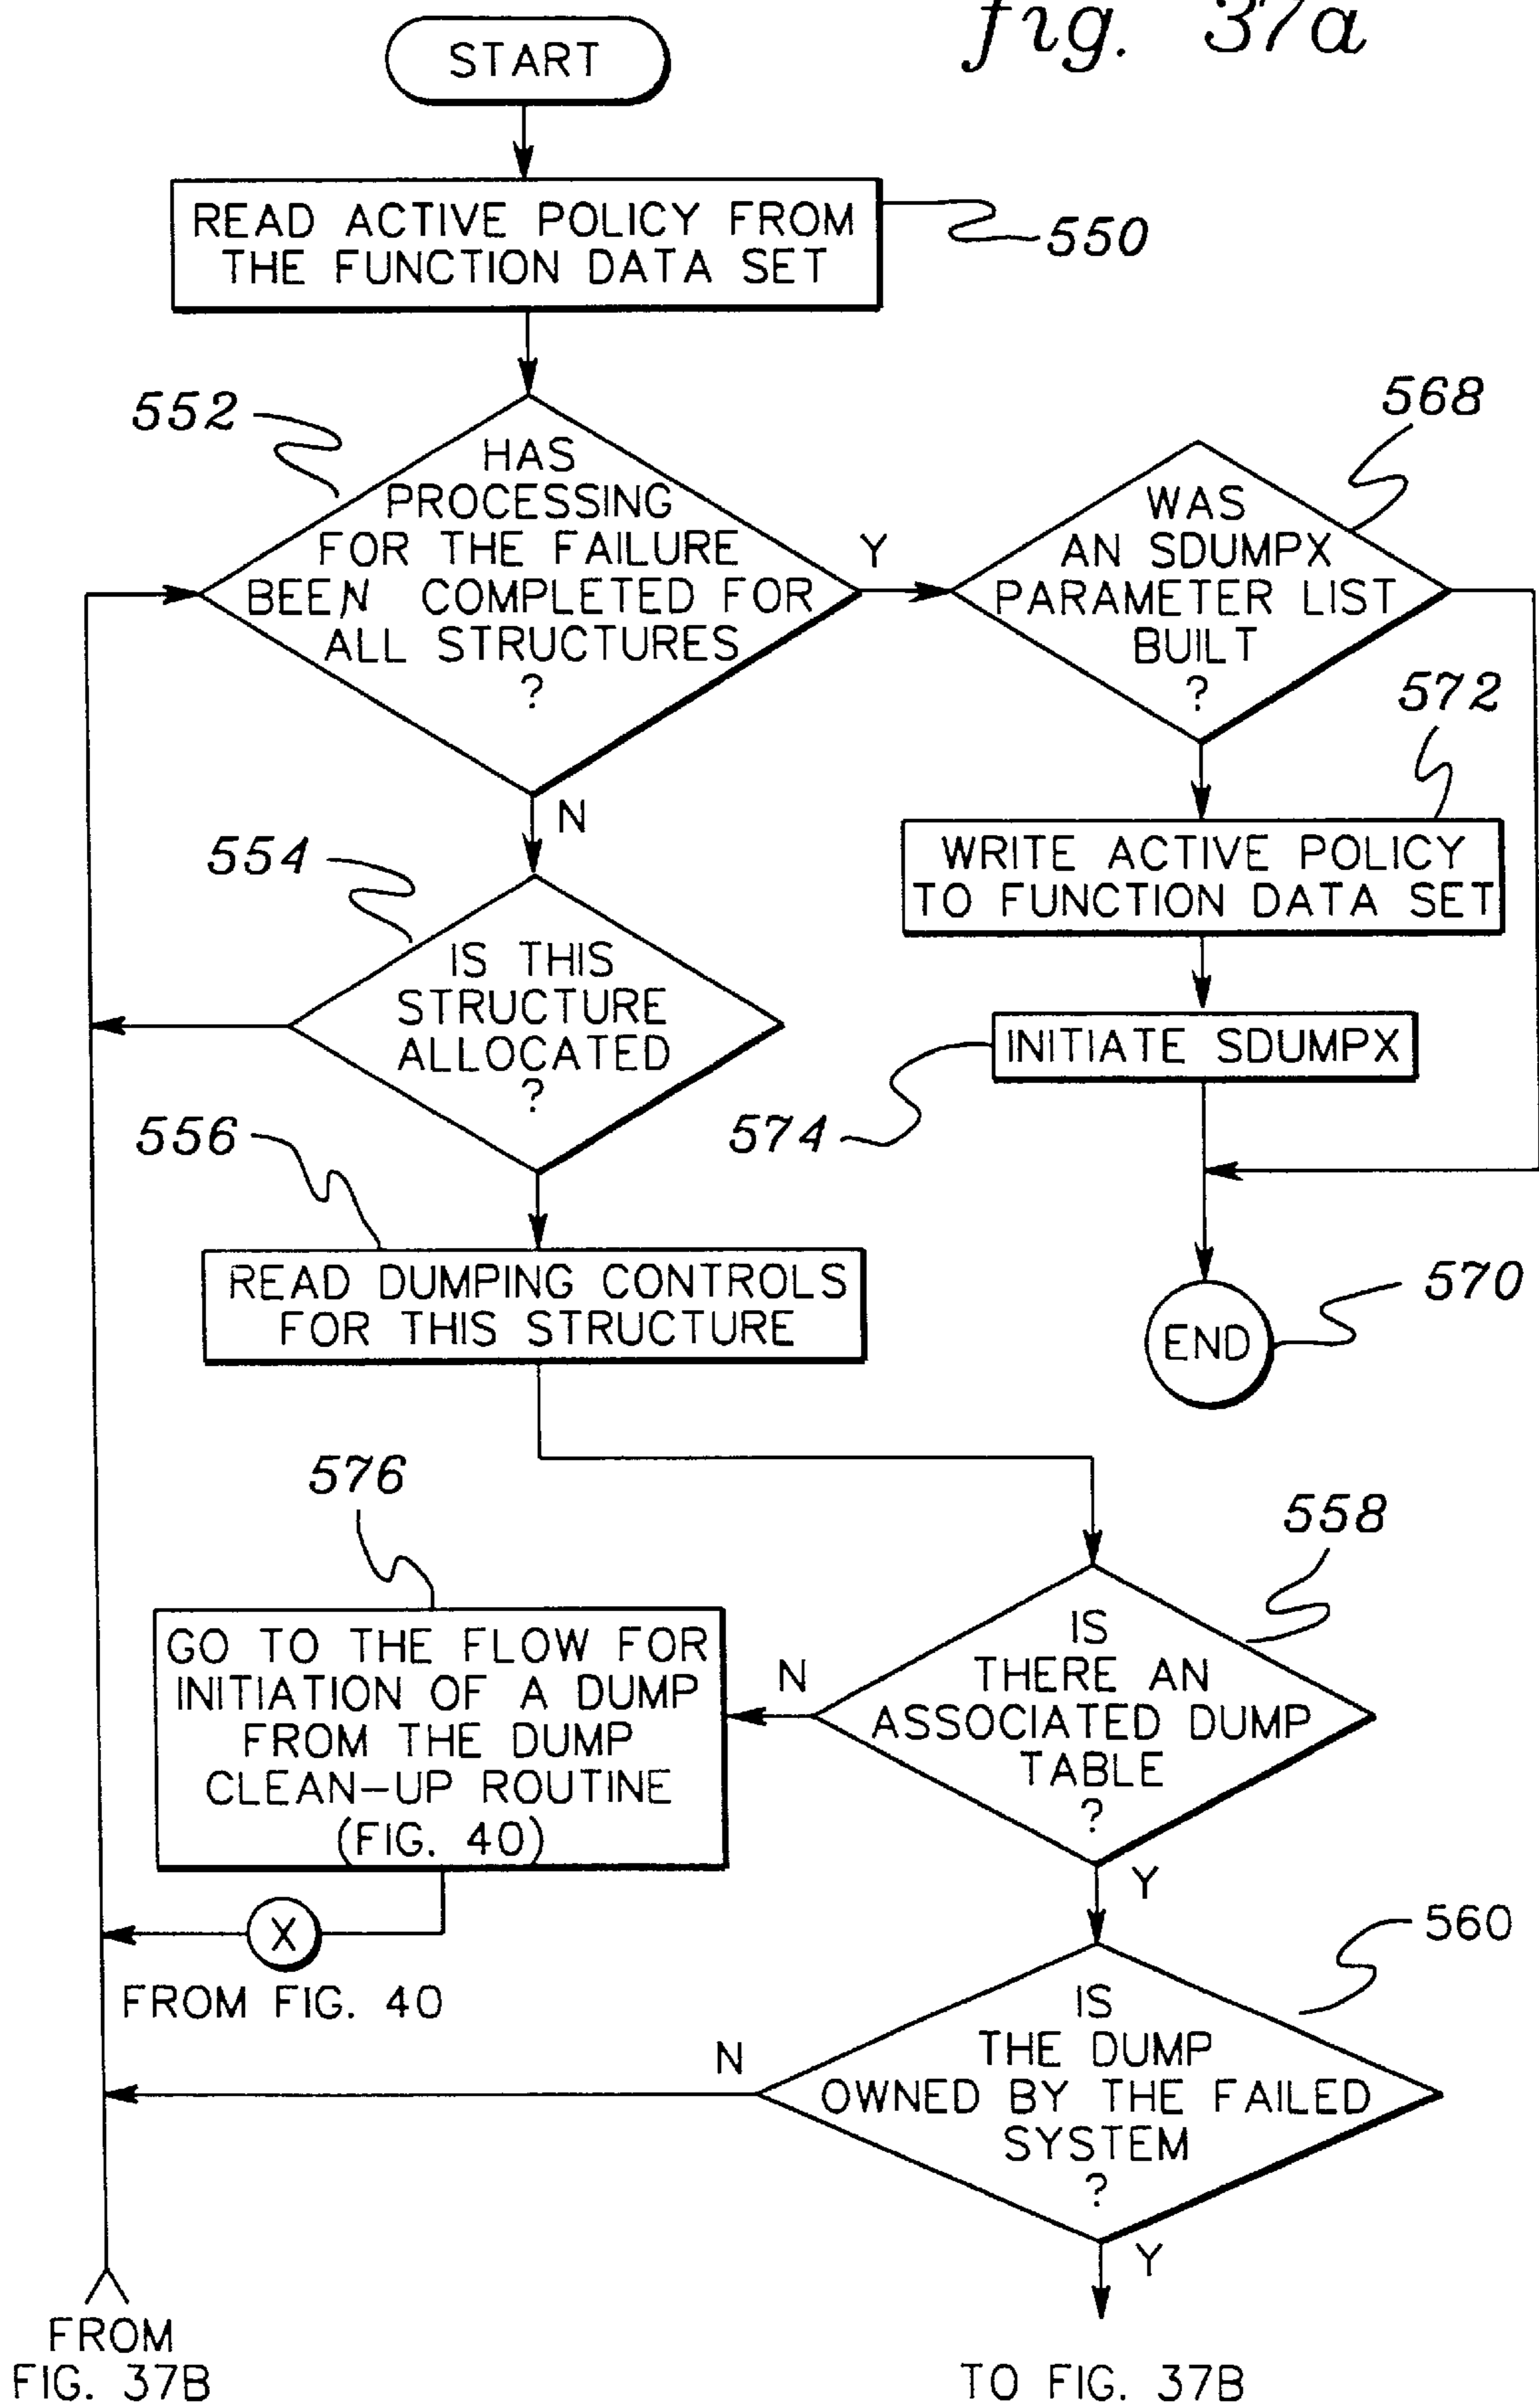 fig. 37a
START
READ ACTIVE POLICY FROM
THE FUNCTION DATA SET
550
552
HAS
PROCESSING
FOR THE FAILURE
BEEN COMPLETED FOR
ALL STRUCTURES
?
Y
N
568
WAS
AN SDUMPX
PARAMETER LIST
BUILT
?
572
WRITE ACTIVE POLICY
TO FUNCTION DATA SET
574
INITIATE SDUMPX
570
END
554
IS THIS
STRUCTURE
ALLOCATED
?
556
READ DUMPING CONTROLS
FOR THIS STRUCTURE
558
IS
THERE AN
ASSOCIATED DUMP
TABLE
?
N
Y
576
GO TO THE FLOW FOR
INITIATION OF A DUMP
FROM THE DUMP
CLEAN-UP ROUTINE
(FIG. 40)
X
FROM FIG. 40
560
IS
THE DUMP
OWNED BY THE FAILED
SYSTEM
?
N
Y
FROM
FIG. 37B
TO FIG. 37B